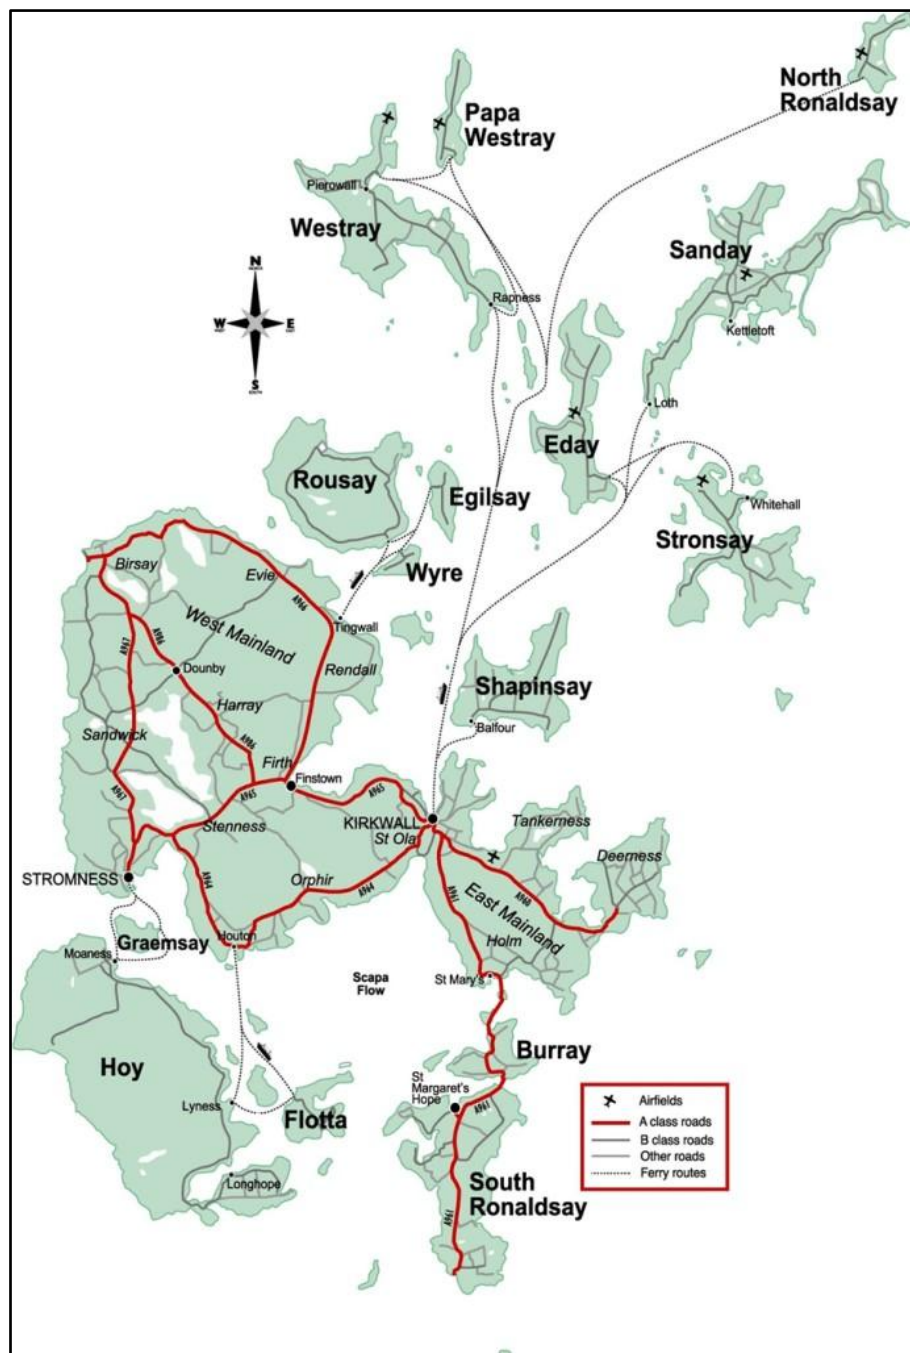 North
Ronaldsay
Papa
Westray
Pierowall
Westray
Sanday
N
NORTH
W
WEST
E
EAST
S
SOUTH
Rapness
Kettletoft
Loth
Eday
Rousay
Egilsay
Whitehall
Stronsay
Wyre
Birsay
Evie
A966
West Mainland
Tingwall
A967
A986
Dounby
Rendall
Shapinsay
Harray
Balfour
Sandwick
A986
Firth
Finstown
A967
A965
A965
Stenness
KIRKWALL
St Ola
Tankerness
Deerness
STROMNESS
A964
Orphir
A964
A961
A960
East Mainland
Graemsay
Houton
Holm
Moaness
St Mary's
Scapa
Flow
Hoy
Burray
St
Margaret's
Hope
A961
Lyness
Flotta
Airfields
A class roads
B class roads
Other roads
Ferry routes
Longhope
South
Ronaldsay
A961